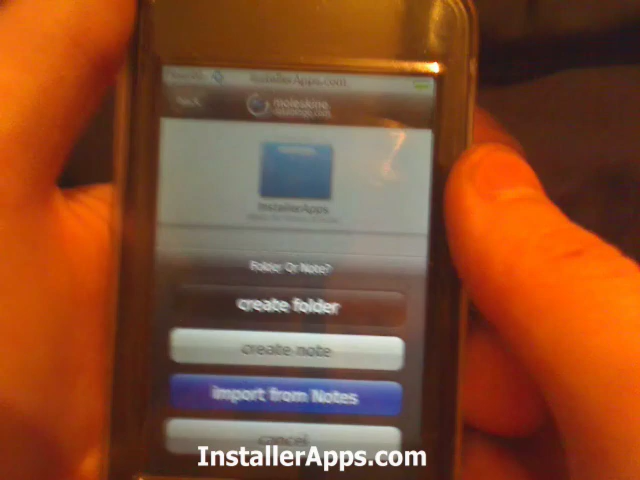 InstallerApps.com
moleskine
InstallerApps
Folder Or Note?
create folder
create note
import from Notes
cancel
InstallerApps.com